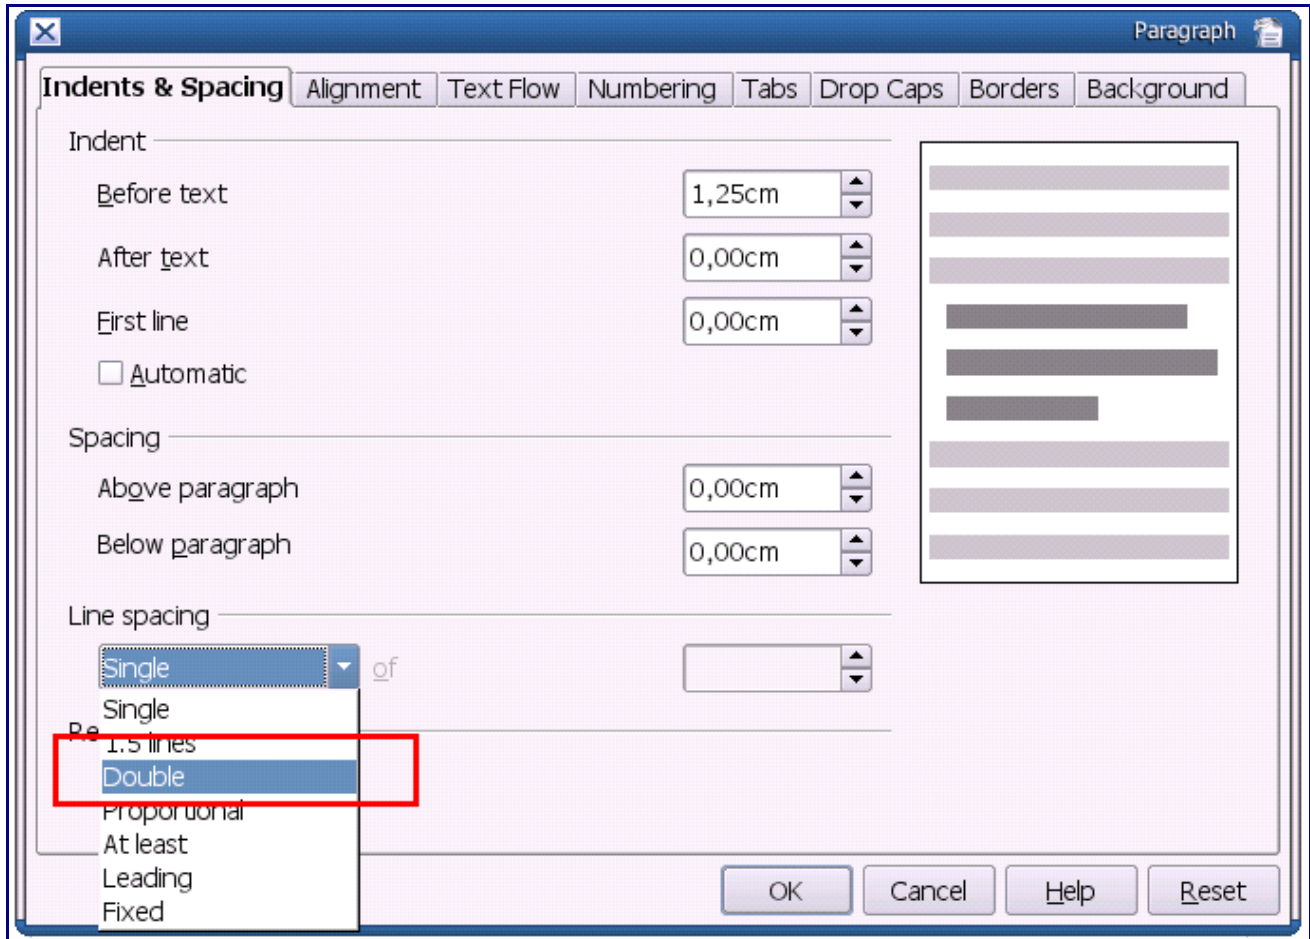 Paragraph
Indents & Spacing Alignment Text Flow Numbering Tabs Drop Caps Borders Background
Indent
Before text 1,25cm
After text 0,00cm
First line 0,00cm
Automatic
Spacing
Above paragraph 0,00cm
Below paragraph 0,00cm
Line spacing
Single of
Single
1.5 lines
Double
Proportional
At least
Leading
Fixed
OK Cancel Help Reset